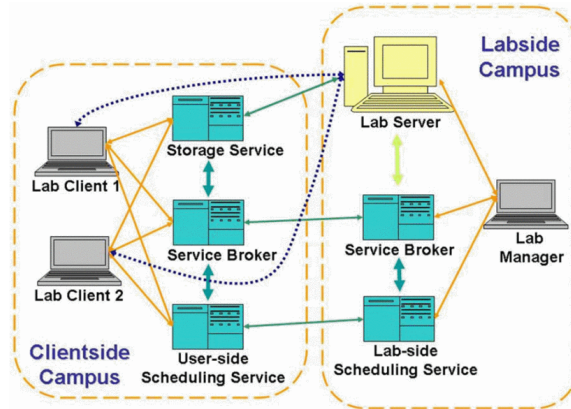 Labside
Campus
Lab Server
Storage Service
Lab Client 1
Service Broker
Service Broker
Lab
Manager
Lab Client 2
Clientside
Campus
User-side
Scheduling Service
Lab-side
Scheduling Service